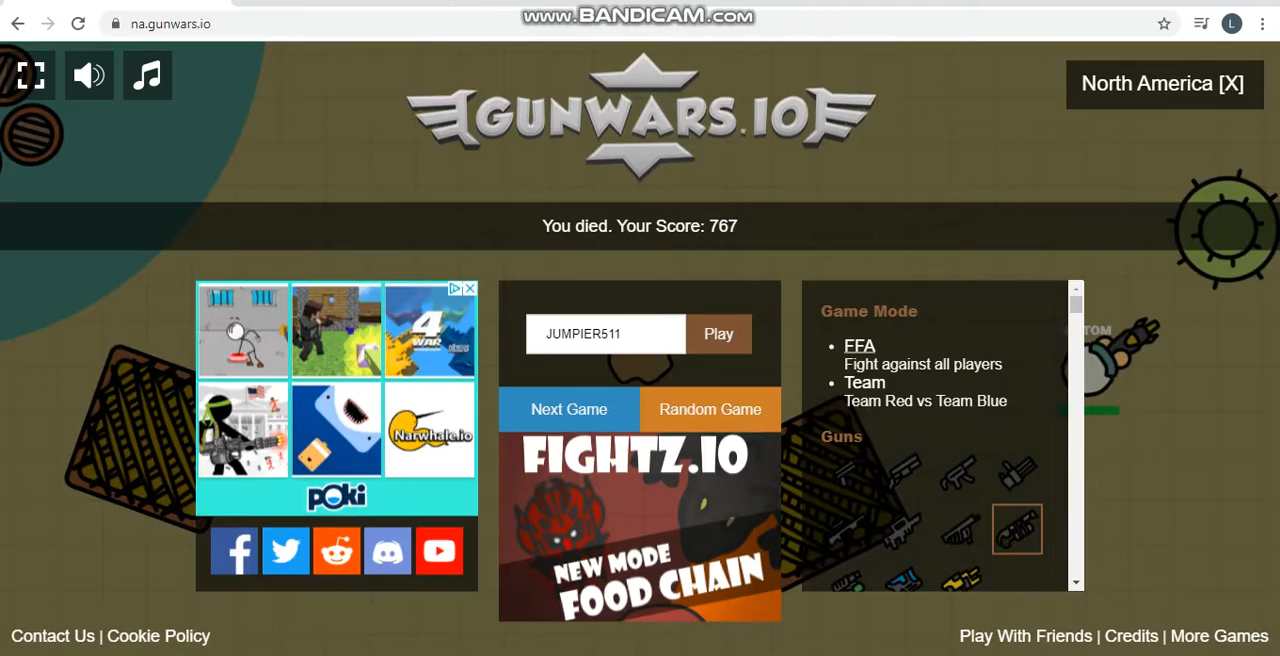 WWW.BANDICAM.COM
na.gunwars.io
L
North America [X]
GUNWARS.IO
You died. Your Score: 767
JUMPIER511
Play
Next Game
Random Game
4
WAR
Narwhale.io
POKI
FIGHTZ.IO
NEW MODE
FOOD CHAIN
Game Mode
FFA
Fight against all players
Team
Team Red vs Team Blue
Guns
Contact Us | Cookie Policy
Play With Friends | Credits | More Games